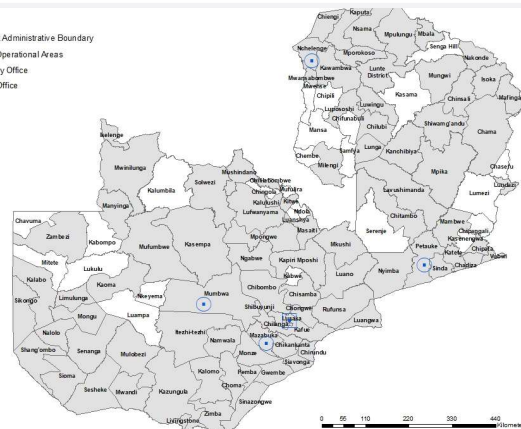 Administrative Boundary
Operational Areas
y Office
Office
Chiengi
Kaputa
Nsama
Mpulungu
Mbala
Senga Hill
Nchelenge
Mporokoso
Nakonde
Kawambwa
Lunte
District
Mungwi
Isoka
Mwansabombwe
Mwense
Kasama
Mafinga
Chipili
Luwingu
Chinsali
Lupososhi
Chifunabuli
Shiwamg'andu
Mansa
Chilubi
Chama
Ikelenge
Samfya
Lunga
Kanchibiya
Chembe
Milengi
Mpika
Chasefu
Mwinilunga
Mushindano
Lundazi
Kalumbila
Solwezi
Chililabombwe
Lavushimanda
Lumezi
Chingola
Mufulira
Manyinga
Kalulushi
Kitwe
Lufwanyama
Ndola
Chitambo
Chavuma
Luanshya
Mambwe
Zambezi
Masaiti
Serenje
Chipangali
Kabompo
Mpongwe
Petauke
Kasenengwa
Mufumbwe
Kasempa
Mkushi
Katete
Chipata
Vubwi
Mitete
Ngabwe
Kapiri Mposhi
Nyimba
Sinda
Chadiza
Lukulu
Luano
Kalabo
Kaoma
Kabwe
Nkeyema
Mumbwa
Chibombo
Chisamba
Sikongo
Limulunga
Shibuyunji
Chongwe
Rufunsa
Mongu
Luampa
Lusaka
Luangwa
Nalolo
Itezhi-tezhi
Chilanga
Kafue
Mazabuka
Namwala
Chikankanta
Shang'ombo
Senanga
Mulobezi
Monze
Chirundu
Siavonga
Sioma
Kalomo
Pemba
Gwembe
Sesheke
Mwandi
Kazungula
Choma
Sinazongwe
Zimba
Livingstone
0 55 110 220 330 440
Kilometers